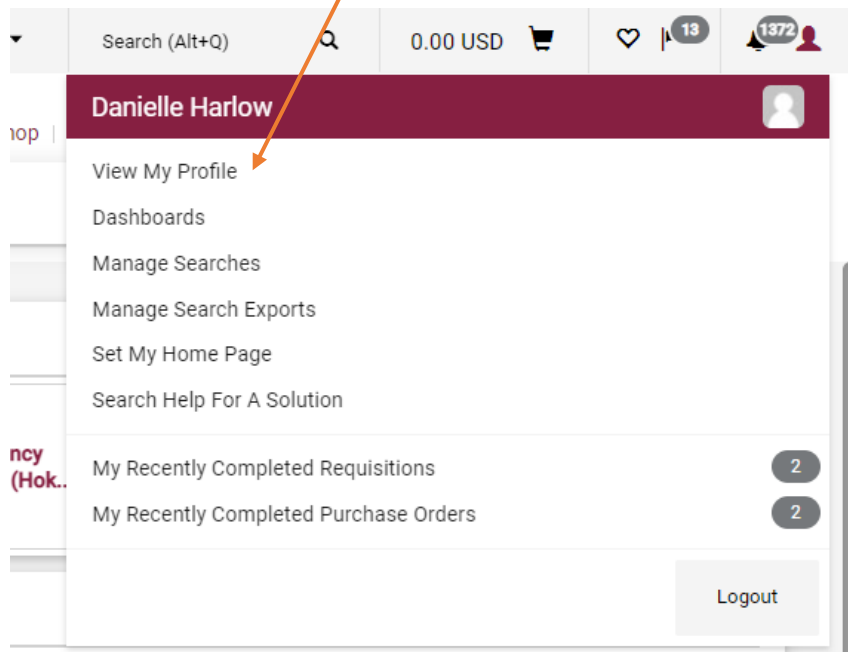 Search (Alt+Q) 0.00 USD 13 1372
Danielle Harlow
hop |
View My Profile
Dashboards
Manage Searches
Manage Search Exports
Set My Home Page
Search Help For A Solution
ncy
(Hok..
My Recently Completed Requisitions 2
My Recently Completed Purchase Orders 2
Logout